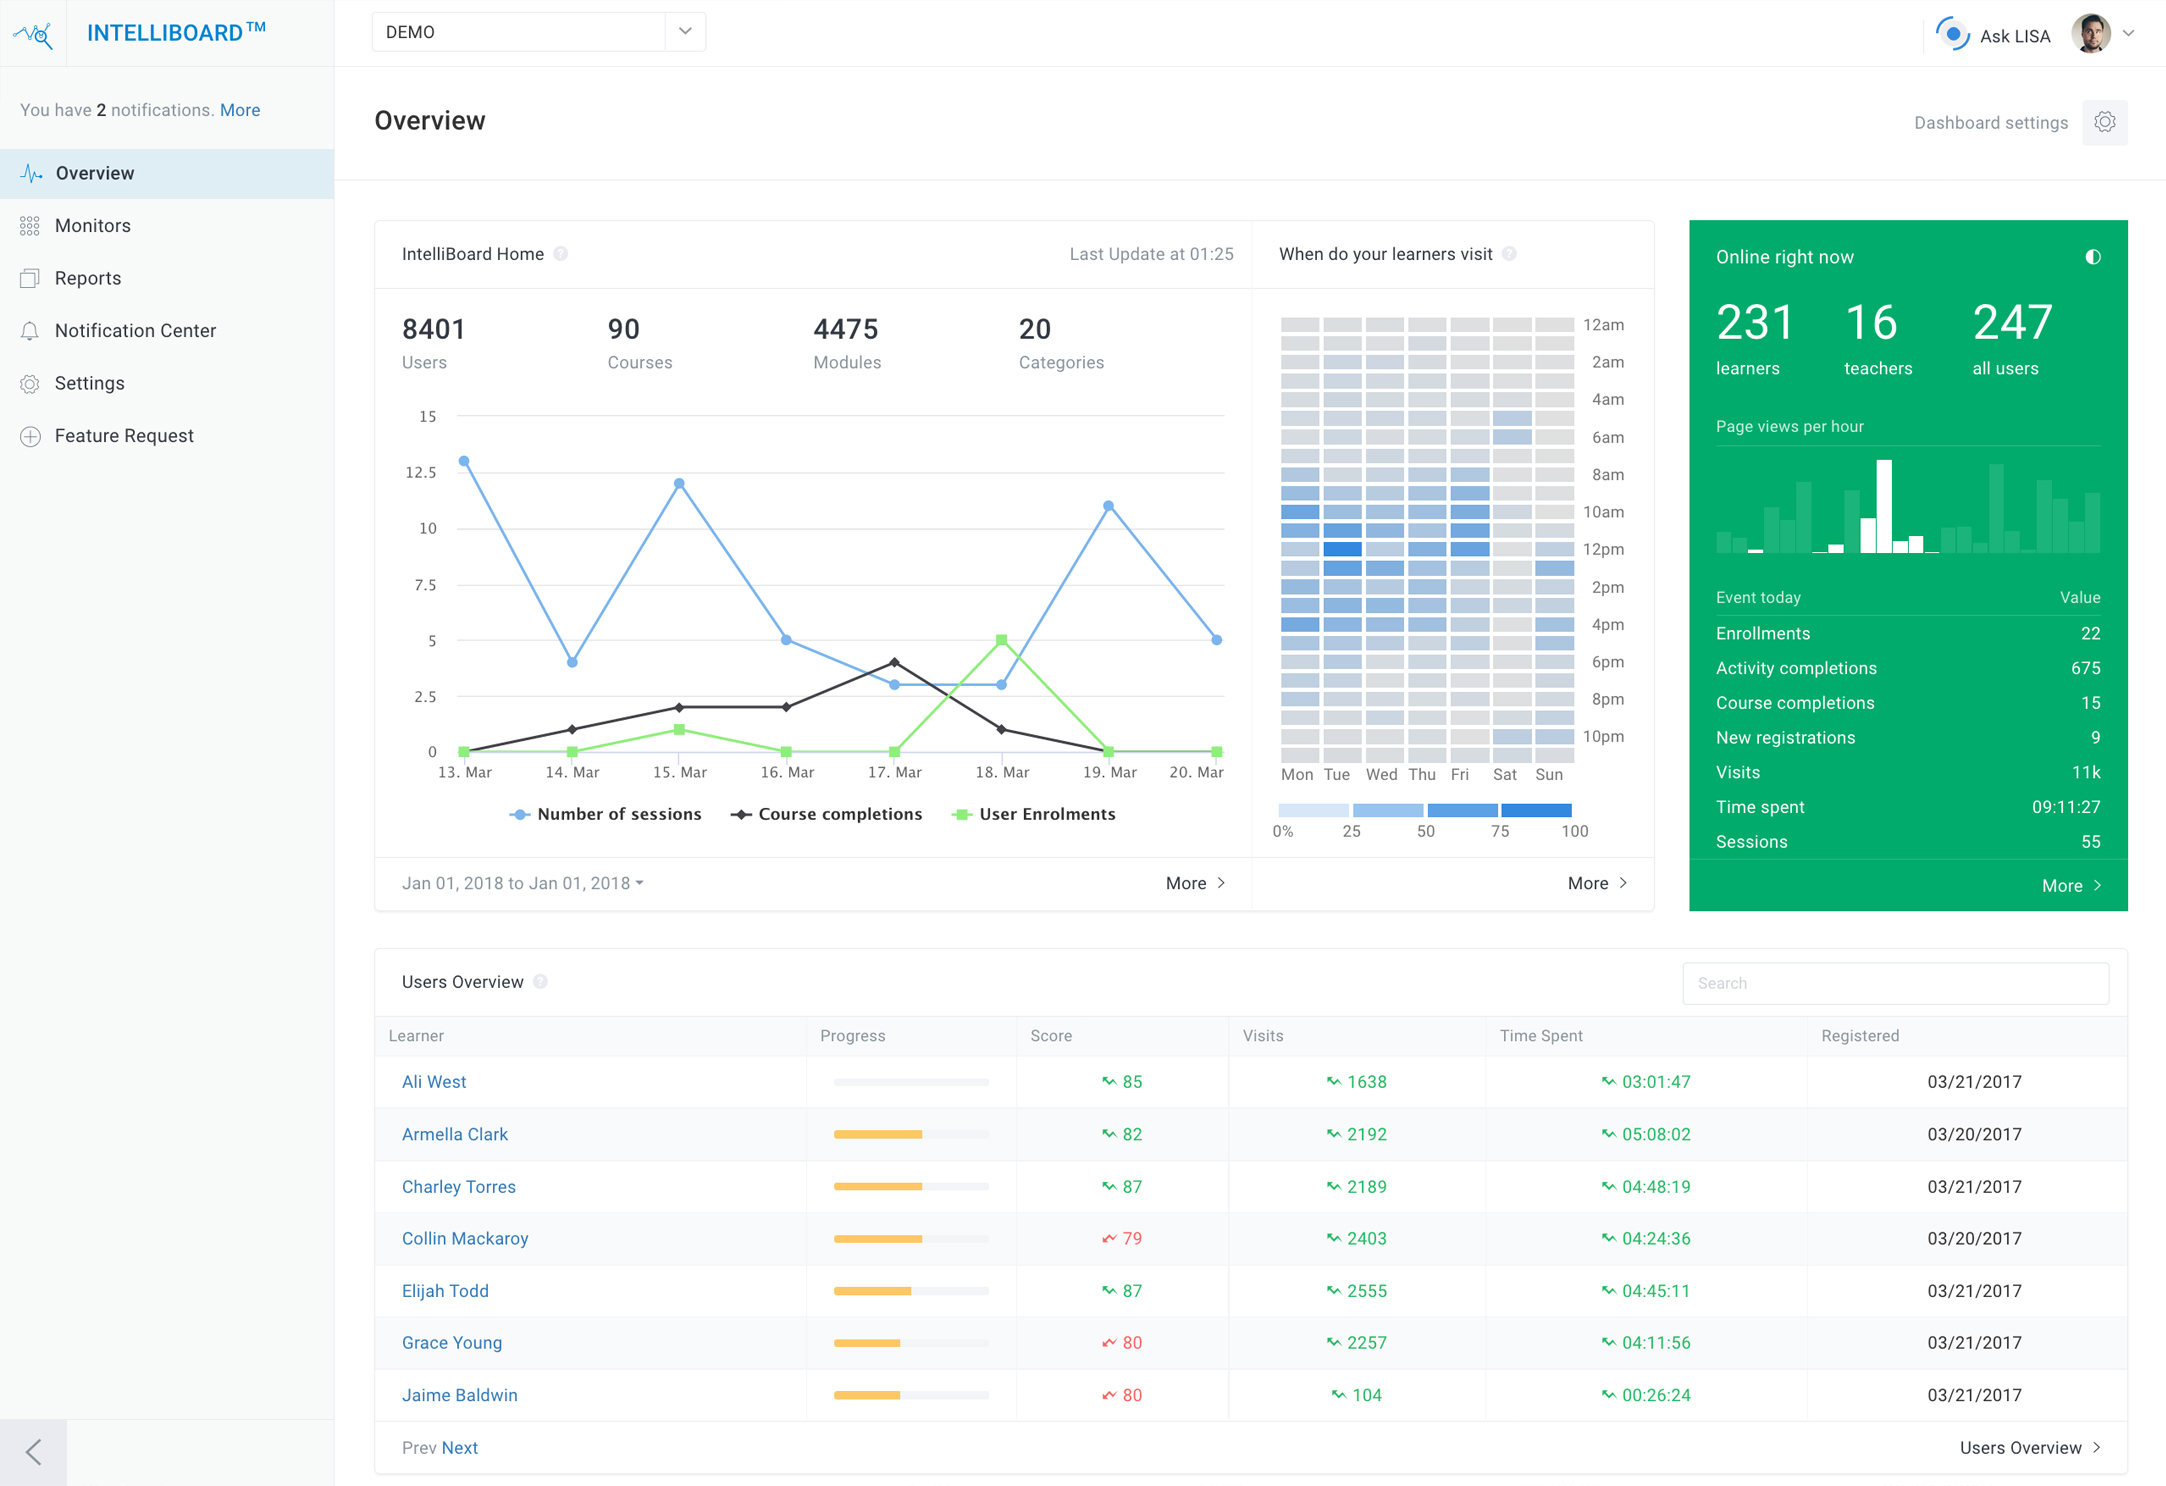 INTELLIBOARD™
DEMO
Ask LISA
You have 2 notifications. More
Overview
Monitors
Reports
Notification Center
Settings
Feature Request
Overview
Dashboard settings
IntelliBoard Home ?
Last Update at 01:25
8401 90 4475 20
Users Courses Modules Categories
15
12.5
10
7.5
5
2.5
0
13. Mar 14. Mar 15. Mar 16. Mar 17. Mar 18. Mar 19. Mar 20. Mar
Number of sessions Course completions User Enrolments
Jan 01, 2018 to Jan 01, 2018
More
When do your learners visit ?
12am
2am
4am
6am
8am
10am
12pm
2pm
4pm
6pm
8pm
10pm
Mon Tue Wed Thu Fri Sat Sun
0% 25 50 75 100
More
Online right now
231 16 247
learners teachers all users
Page views per hour
Event today Value
Enrollments 22
Activity completions 675
Course completions 15
New registrations 9
Visits 11k
Time spent 09:11:27
Sessions 55
More
Users Overview ?
Search
Learner Progress Score Visits Time Spent Registered
Ali West 85 1638 03:01:47 03/21/2017
Armella Clark 82 2192 05:08:02 03/20/2017
Charley Torres 87 2189 04:48:19 03/21/2017
Collin Mackaroy 79 2403 04:24:36 03/20/2017
Elijah Todd 87 2555 04:45:11 03/21/2017
Grace Young 80 2257 04:11:56 03/21/2017
Jaime Baldwin 80 104 00:26:24 03/21/2017
Prev Next
Users Overview